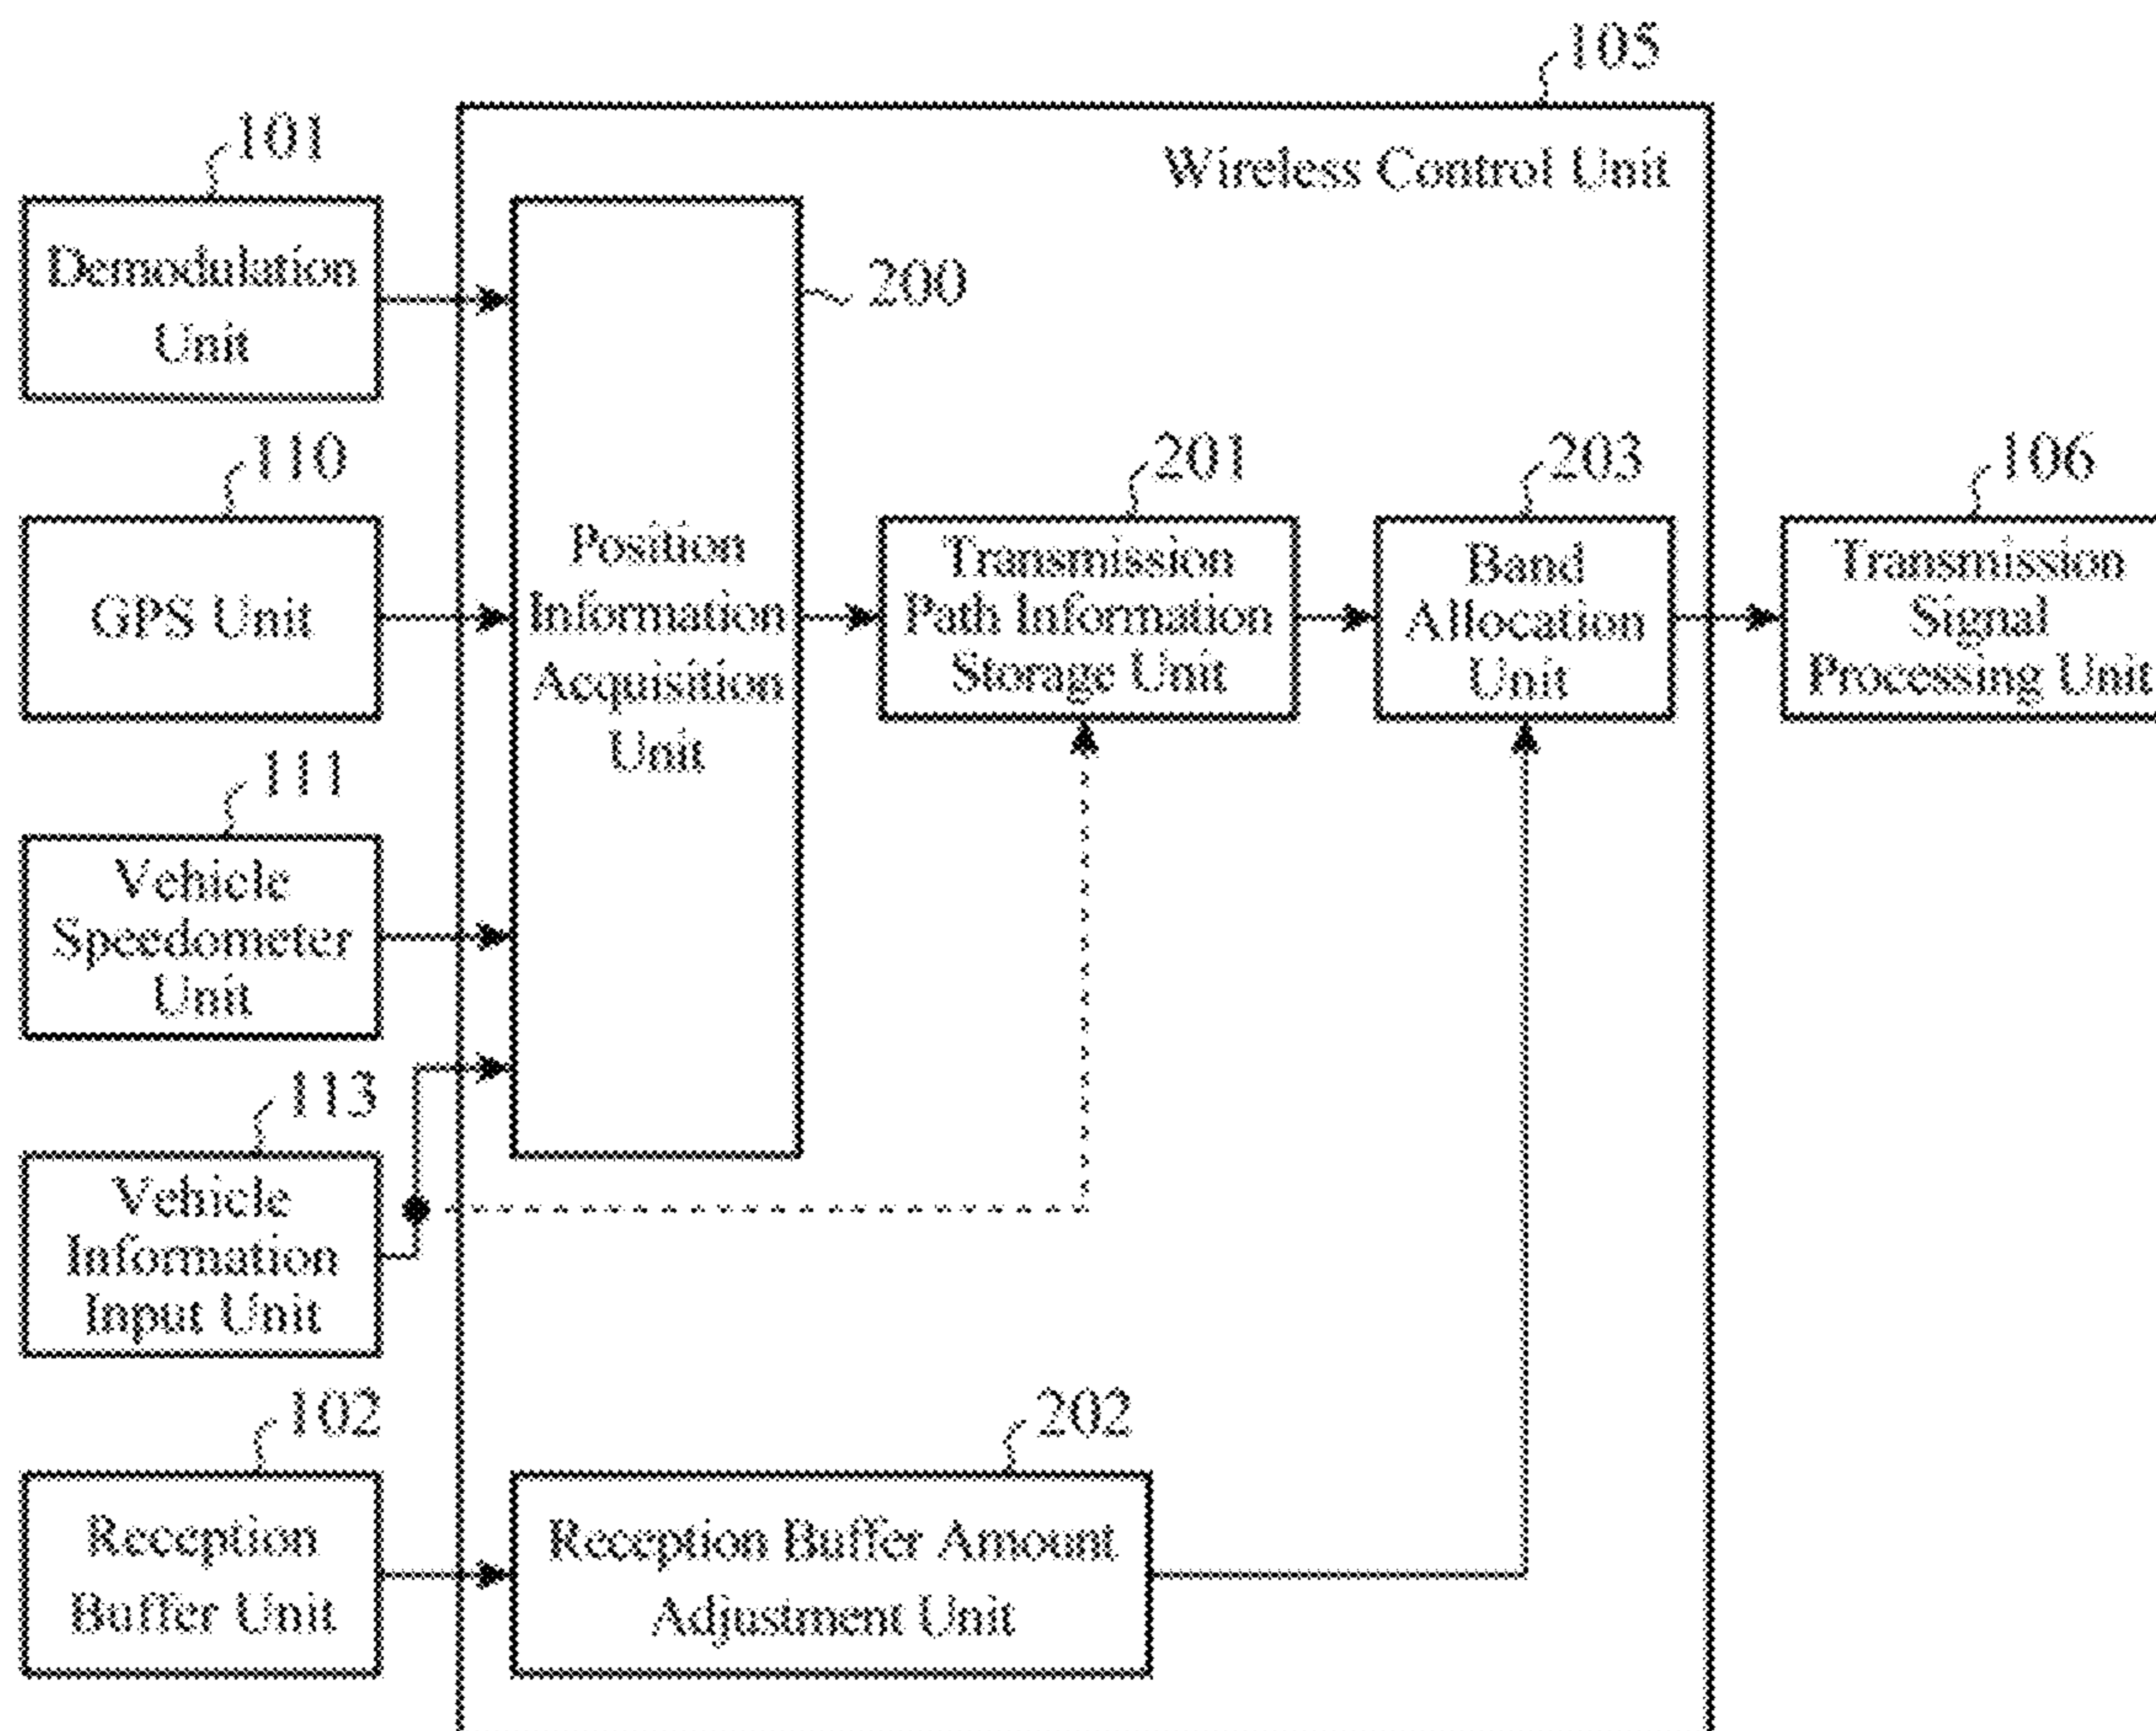 105
Wireless Control Unit
101
Demodulation
Unit
200
110
GPS Unit
Position
Information
Acquisition
Unit
201
Transmission
Path Information
Storage Unit
203
Band
Allocation
Unit
106
Transmission
Signal
Processing Unit
111
Vehicle
Speedometer
Unit
113
Vehicle
Information
Input Unit
102
Reception
Buffer Unit
202
Reception Buffer Amount
Adjustment Unit